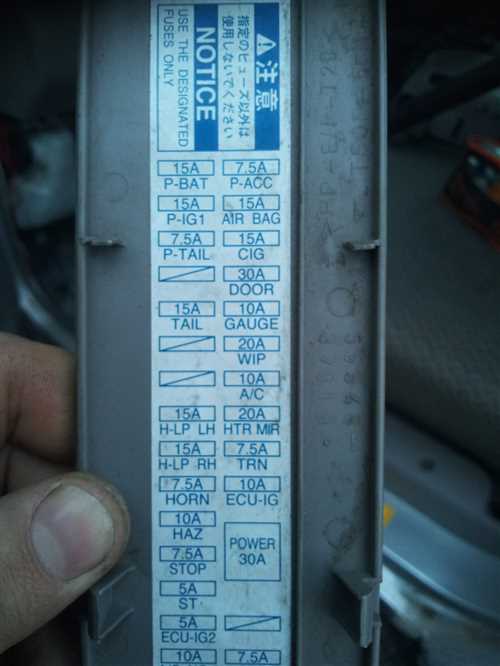 注意
指定のヒューズ以外は
使用しないでください
NOTICE
USE THE DESIGNATED
FUSES ONLY
15A 7.5A
P-BAT P-ACC
15A 15A
P-IG1 AIR BAG
7.5A 15A
P-TAIL CIG
30A
DOOR
15A 10A
TAIL GAUGE
20A
WIP
10A
A/C
15A 20A
H-LP LH HTR MIR
15A 7.5A
H-LP RH TRN
7.5A 10A
HORN ECU-IG
10A
HAZ
POWER
30A
7.5A
STOP
5A
ST
5A
ECU-IG2
10A 7.5A